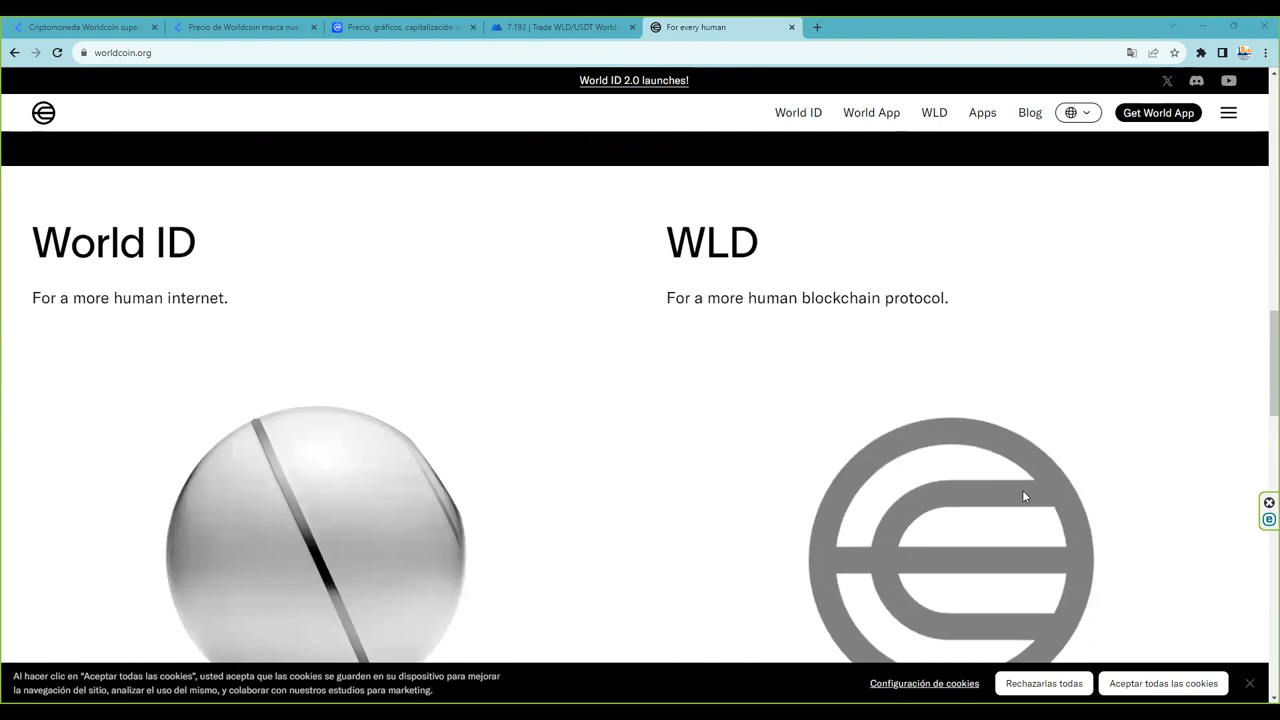 Criptomoneda Worldcoin super
Precio de Worldcoin marca nue
Precio, gráficos, capitalización d
7.193 | Trade WLD/USDT World
For every human
worldcoin.org
World ID 2.0 launches!
World ID
World App
WLD
Apps
Blog
Get World App
World ID
WLD
For a more human internet.
For a more human blockchain protocol.
Al hacer clic en “Aceptar todas las cookies”, usted acepta que las cookies se guarden en su dispositivo para mejorar
la navegación del sitio, analizar el uso del mismo, y colaborar con nuestros estudios para marketing.
Configuración de cookies
Rechazarlas todas
Aceptar todas las cookies